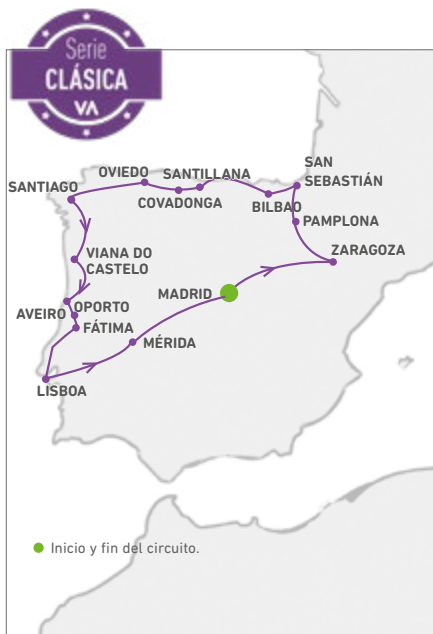 Serie
CLÁSICA
VA
OVIEDO
SANTILLANA
SAN
SEBASTIÁN
SANTIAGO
COVADONGA
BILBAO
PAMPLONA
VIANA DO
CASTELO
ZARAGOZA
MADRID
AVEIRO
OPORTO
FÁTIMA
MÉRIDA
LISBOA
Inicio y fin del circuito.